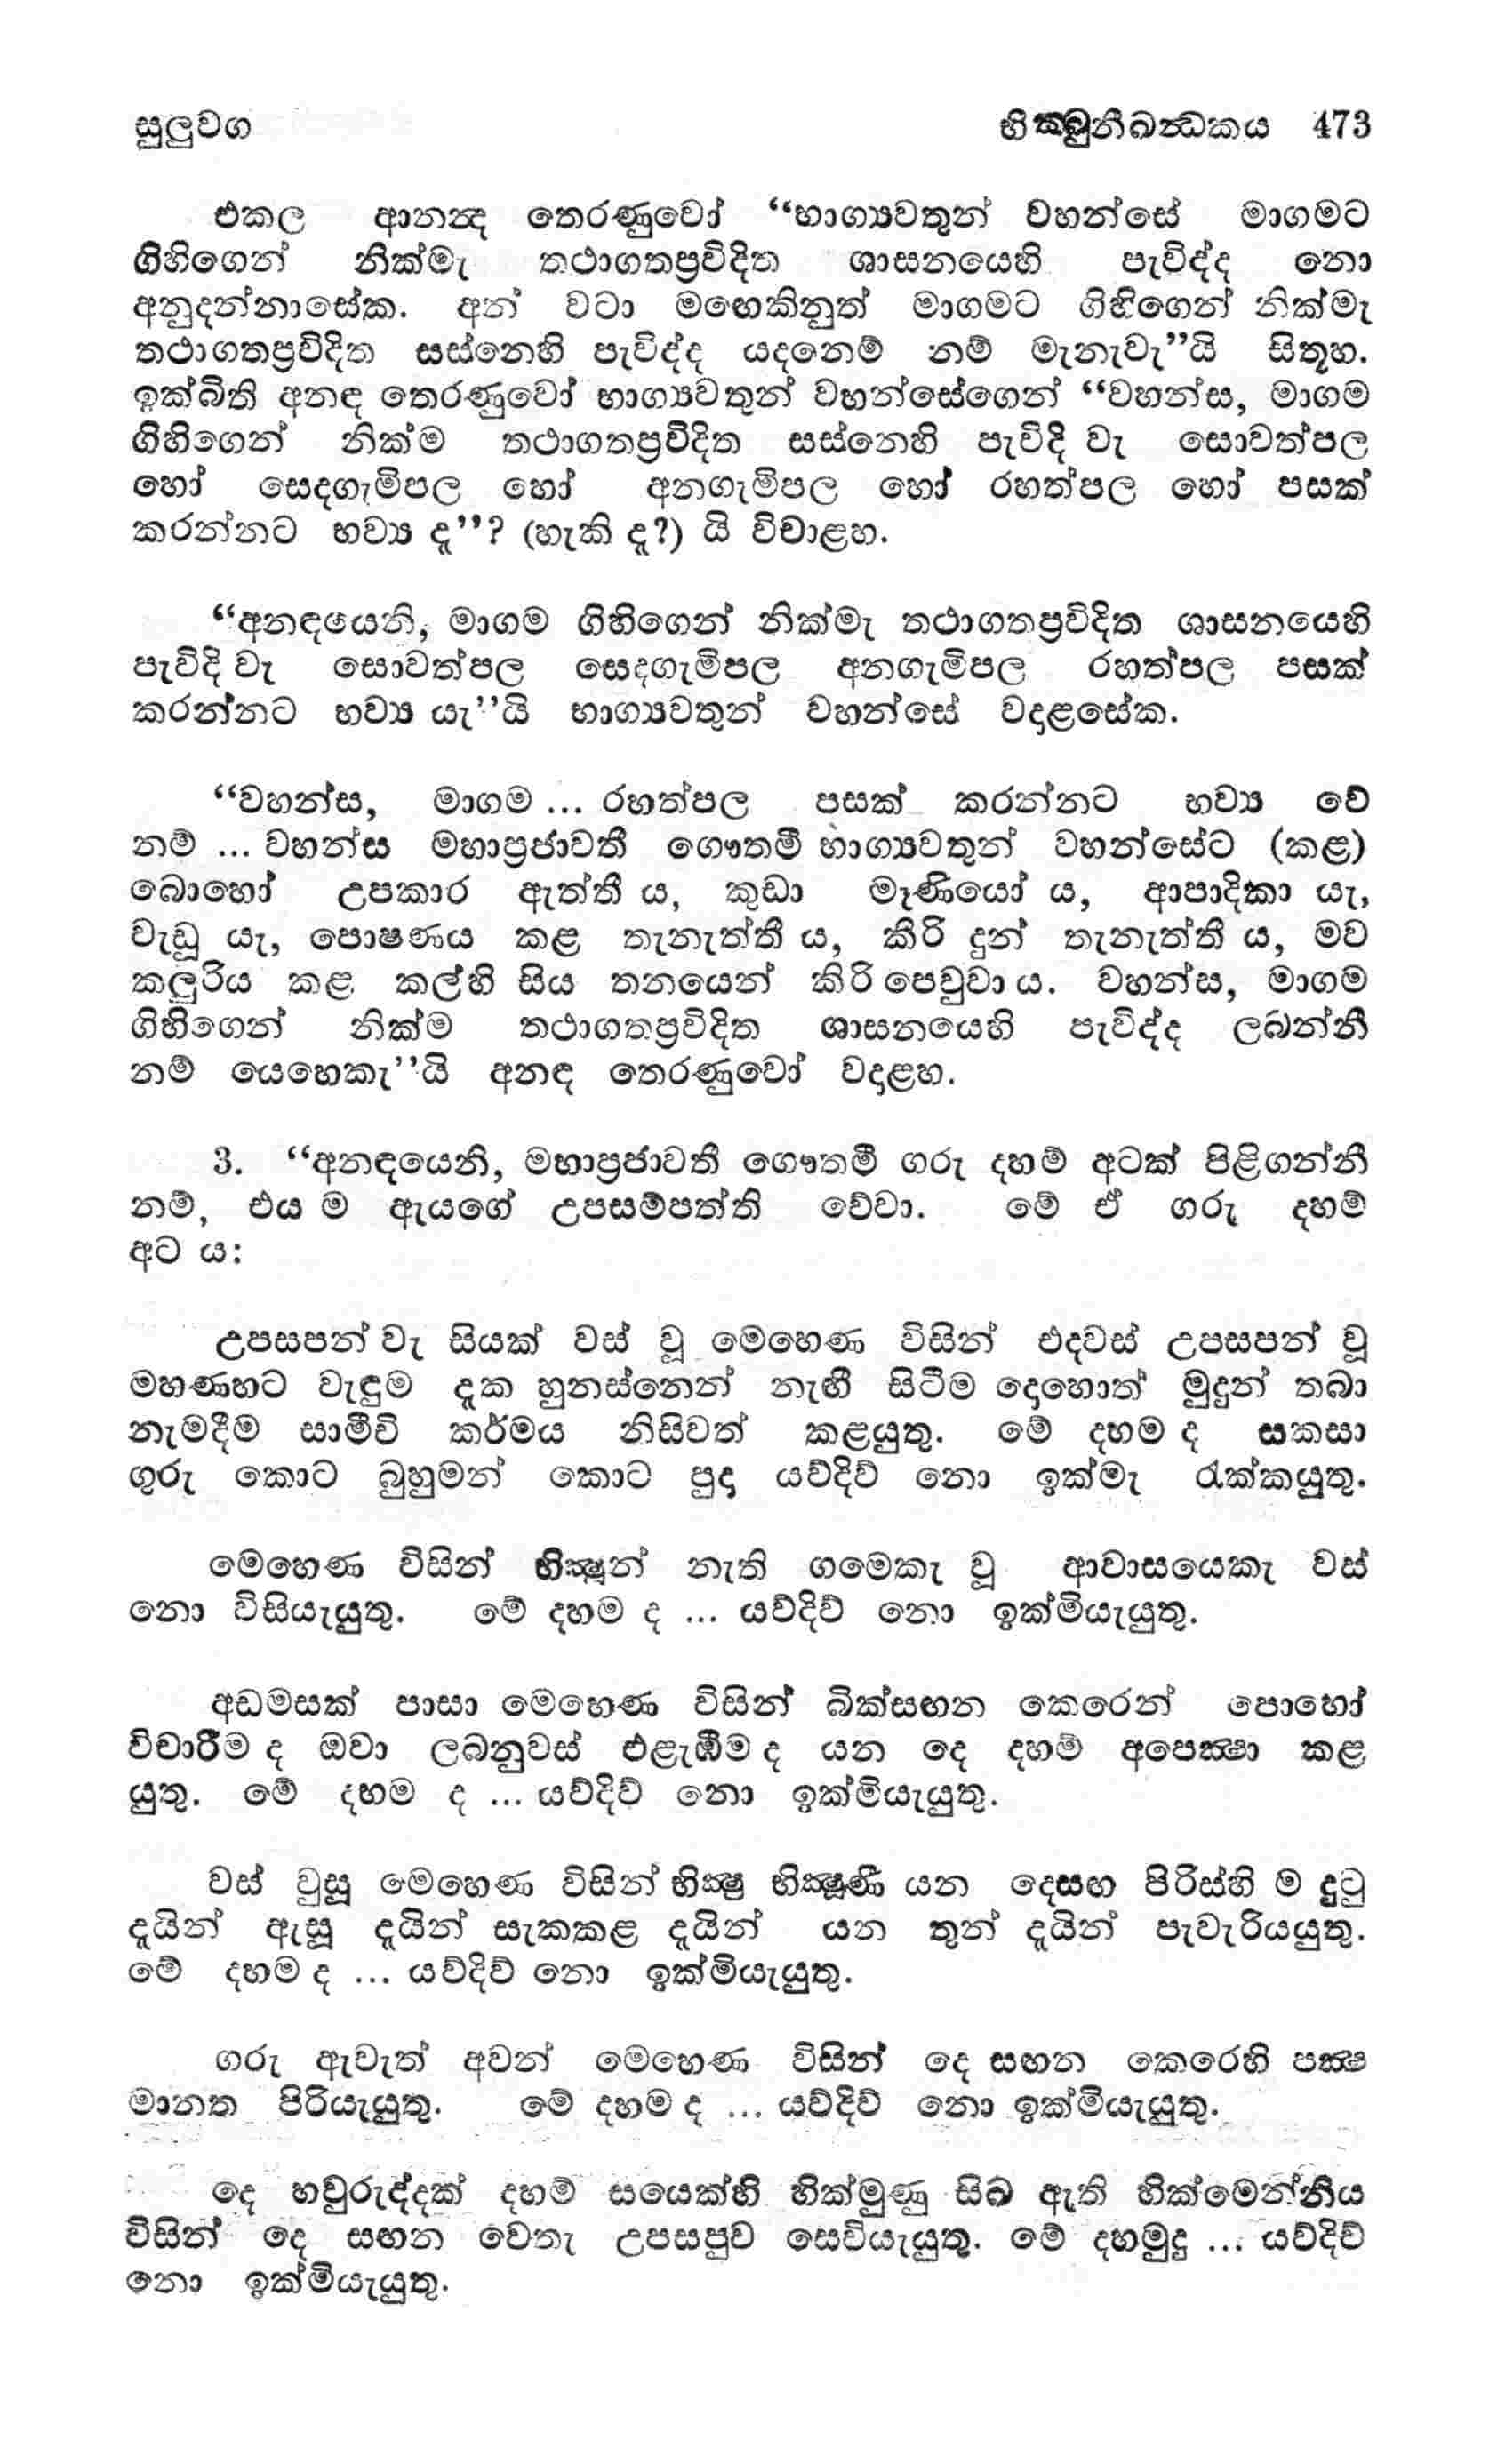 සුලුවග භික්ඛුනීඛන්ධකය 473
එකල ආනන්‍ද තෙරණුවෝ “භාග්‍යවතුන් වහන්සේ මාගමට
ගිහිගෙන් නික්මැ තථාගතප්‍රවිදිත ශාසනයෙහි පැවිද්ද නො
අනුදන්නාසේක. අන් වටා මඟෙකිනුත් මාගමට ගිහිගෙන් නික්මැ
තථාගතප්‍රවිදිත සස්නෙහි පැවිද්ද යදනෙම් නම් මැනැවැ”යි සිතූහ.
ඉක්බිති අනඳ තෙරණුවෝ භාග්‍යවතුන් වහන්සේගෙන් “වහන්ස, මාගම
ගිහිගෙන් නික්ම තථාගතප්‍රවිදිත සස්නෙහි පැවිදි වැ සොවත්පල
හෝ සෙදගැමිපල හෝ අනගැමිපල හෝ රහත්පල හෝ පසක්
කරන්නට භව්‍ය දැ”? (හැකි දැ?) යි විචාළහ.
“අනඳයෙනි, මාගම ගිහිගෙන් නික්මැ තථාගතප්‍රවිදිත ශාසනයෙහි
පැවිදි වැ සොවත්පල සෙදගැමිපල අනගැමිපල රහත්පල පසක්
කරන්නට භව්‍ය යැ”යි භාග්‍යවතුන් වහන්සේ වදාළසේක.
“වහන්ස, මාගම ... රහත්පල පසක් කරන්නට භව්‍ය වේ
නම් ... වහන්ස මහාප්‍රජාවතී ගෞතමී භාග්‍යවතුන් වහන්සේට (කළ)
බොහෝ උපකාර ඇත්තී ය, කුඩා මෑණියෝ ය, ආපාදිකා යැ,
වැඩූ යැ, පොෂණය කළ තැනැත්තී ය, කිරි දුන් තැනැත්තී ය, මව
කලුරිය කළ කල්හි සිය තනයෙන් කිරි පෙවුවා ය. වහන්ස, මාගම
ගිහිගෙන් නික්ම තථාගතප්‍රවිදිත ශාසනයෙහි පැවිද්ද ලබන්නී
නම් යෙහෙකැ”යි අනඳ තෙරණුවෝ වදාළහ.
3. “අනඳයෙනි, මහාප්‍රජාවතී ගෞතමී ගරු දහම් අටක් පිළිගන්නී
නම්, එය ම ඇයගේ උපසම්පත්ති වේවා. මේ ඒ ගරු දහම්
අට ය:
උපසපන් වැ සියක් වස් වූ මෙහෙණ විසින් එදවස් උපසපන් වූ
මහණහට වැඳුම දැක හුනස්නෙන් නැඟී සිටීම දොහොත් මුදුන් තබා
නැමදීම සාමීචි කර්මය නිසිවත් කළයුතු. මේ දහම ද සකසා
ගුරු කොට බුහුමන් කොට පුදා යව්දිව් නො ඉක්මැ රැක්කයුතු.
මෙහෙණ විසින් භික්‍ෂූන් නැති ගමෙකැ වූ ආවාසයෙකැ වස්
නො විසියැයුතු. මේ දහම ද ... යව්දිව් නො ඉක්මියැයුතු.
අඩමසක් පාසා මෙහෙණ විසින් බික්සඟන කෙරෙන් පොහෝ
විචාරීම ද ඔවා ලබනුවස් එළැඹීම ද යන දෙ දහම් අපෙක්‍ෂා කළ
යුතු. මේ දහම ද ... යව්දිව් නො ඉක්මියැයුතු.
වස් වුසූ මෙහෙණ විසින් භික්‍ෂු භික්‍ෂුණී යන දෙසඟ පිරිස්හි ම දුටු
දැයින් ඇසූ දැයින් සැකකළ දැයින් යන තුන් දැයින් පැවැරියයුතු.
මේ දහම ද ... යව්දිව් නො ඉක්මියැයුතු.
ගරු ඇවැත් අවන් මෙහෙණ විසින් දෙ සඟන කෙරෙහි පක්‍ෂ
මානත පිරියැයුතු. මේ දහම ද ... යව්දිව් නො ඉක්මියැයුතු.
දෙ හවුරුද්දක් දහම් සයෙක්හි හික්මුණු සිඛ ඇති හික්මෙන්නිය
විසින් දෙ සඟන වෙතැ උපසපුව සෙවියැයුතු. මේ දහමුදු ... යව්දිව්
නො ඉක්මියැයුතු.